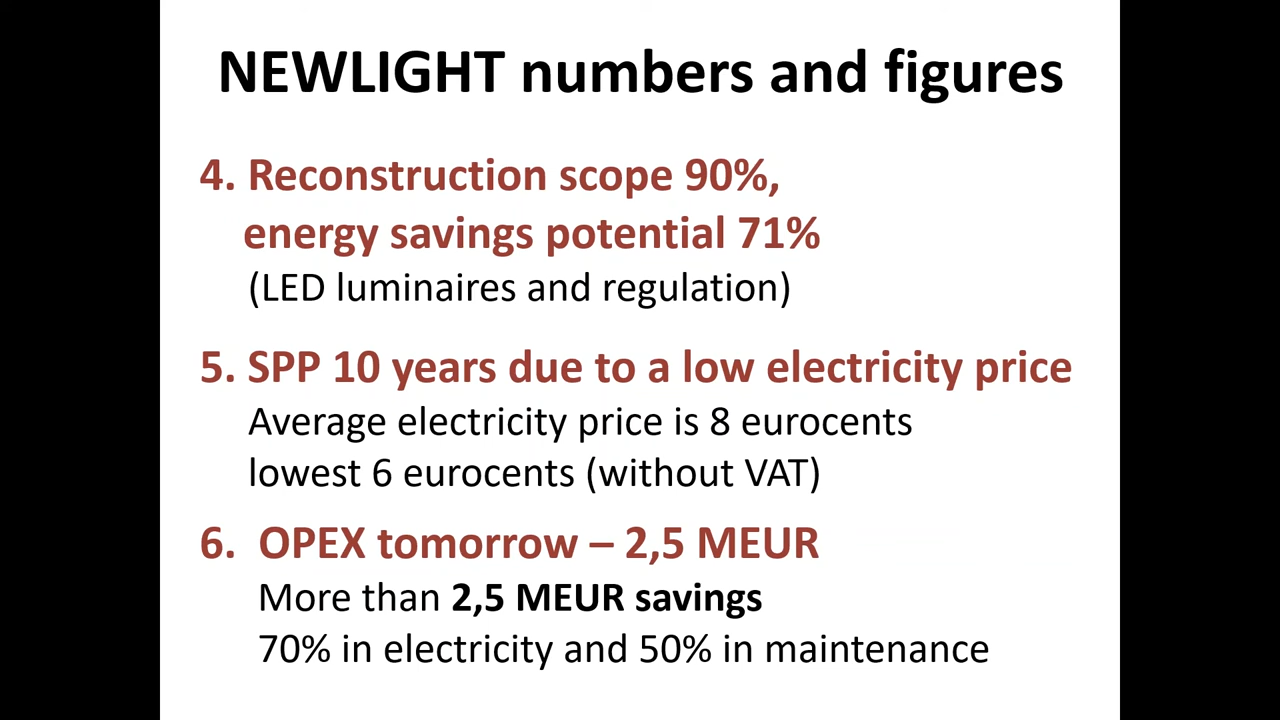 NEWLIGHT numbers and figures
4. Reconstruction scope 90%,
energy savings potential 71%
(LED luminaires and regulation)
5. SPP 10 years due to a low electricity price
Average electricity price is 8 eurocents
lowest 6 eurocents (without VAT)
6. OPEX tomorrow – 2,5 MEUR
More than 2,5 MEUR savings
70% in electricity and 50% in maintenance